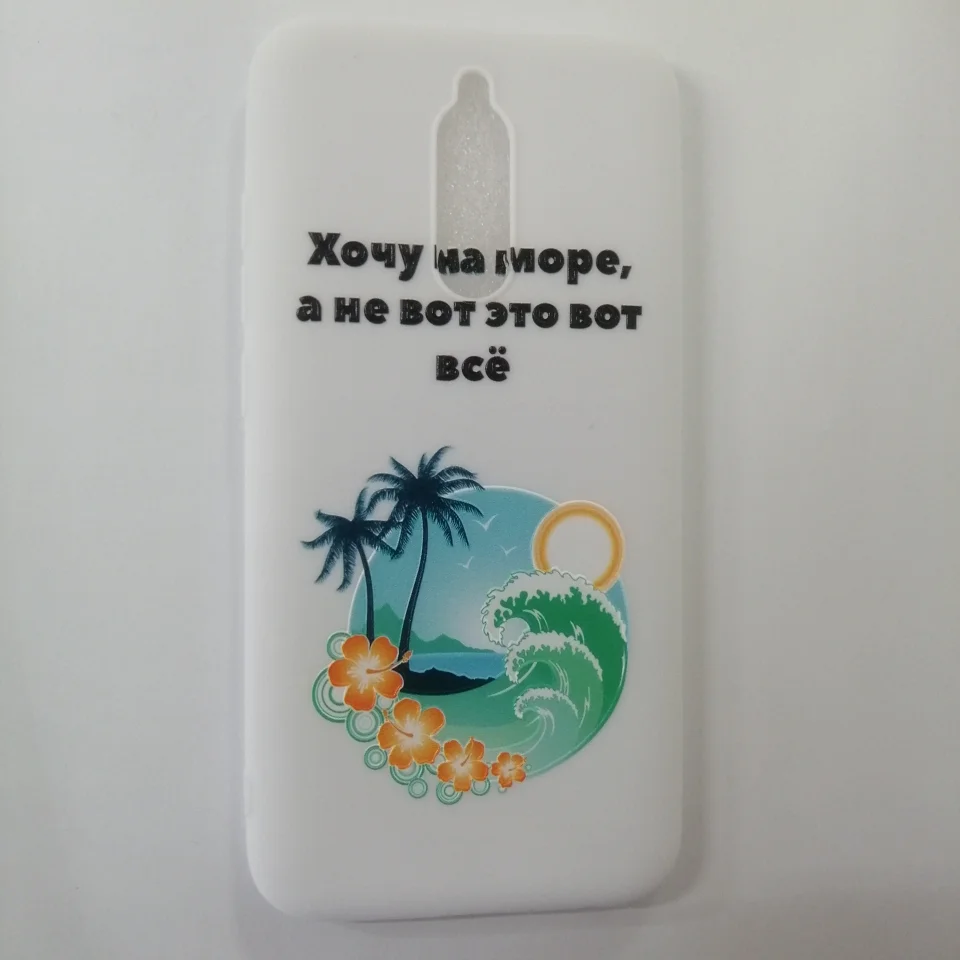 Хочу на море,
а не вот это вот
всё